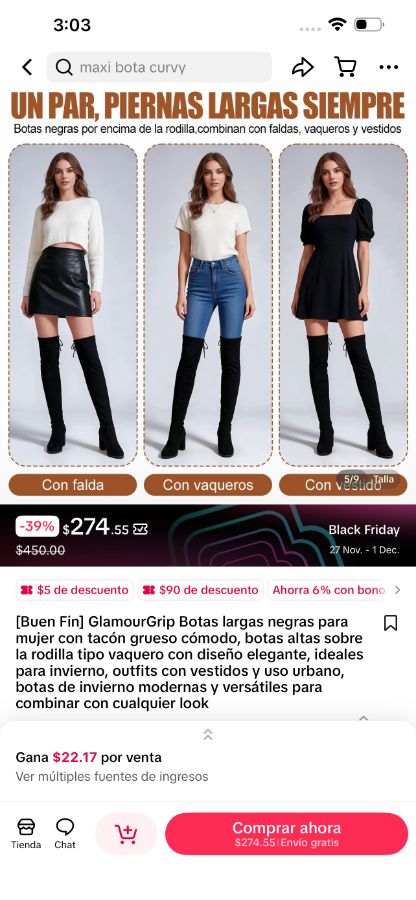 3:03
maxi bota curvy
UN PAR, PIERNAS LARGAS SIEMPRE
Botas negras por encima de la rodilla,combinan con faldas, vaqueros y vestidos
Con falda
Con vaqueros
Con vestido
5/9
Talla
-39%
$274.55
Black Friday
$450.00
27 Nov. - 1 Dec.
$5 de descuento
$90 de descuento
Ahorra 6% con bono
[Buen Fin] GlamourGrip Botas largas negras para
mujer con tacón grueso cómodo, botas altas sobre
la rodilla tipo vaquero con diseño elegante, ideales
para invierno, outfits con vestidos y uso urbano,
botas de invierno modernas y versátiles para
combinar con cualquier look
Gana $22.17 por venta
Ver múltiples fuentes de ingresos
Tienda
Chat
Comprar ahora
$274.55 | Envío gratis